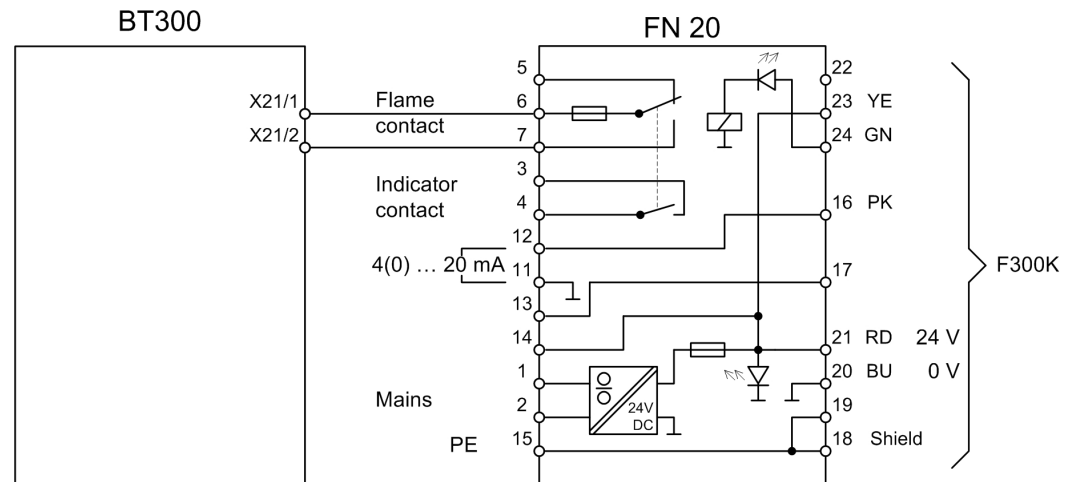 BT300
FN 20
5
22
X21/1
Flame
contact
6
23 YE
X21/2
7
24 GN
3
Indicator
contact
4
16 PK
12
4(0) … 20 mA
11
17
F300K
13
14
21 RD 24 V
1
20 BU 0 V
Mains
2
24V
DC
19
PE
15
18 Shield